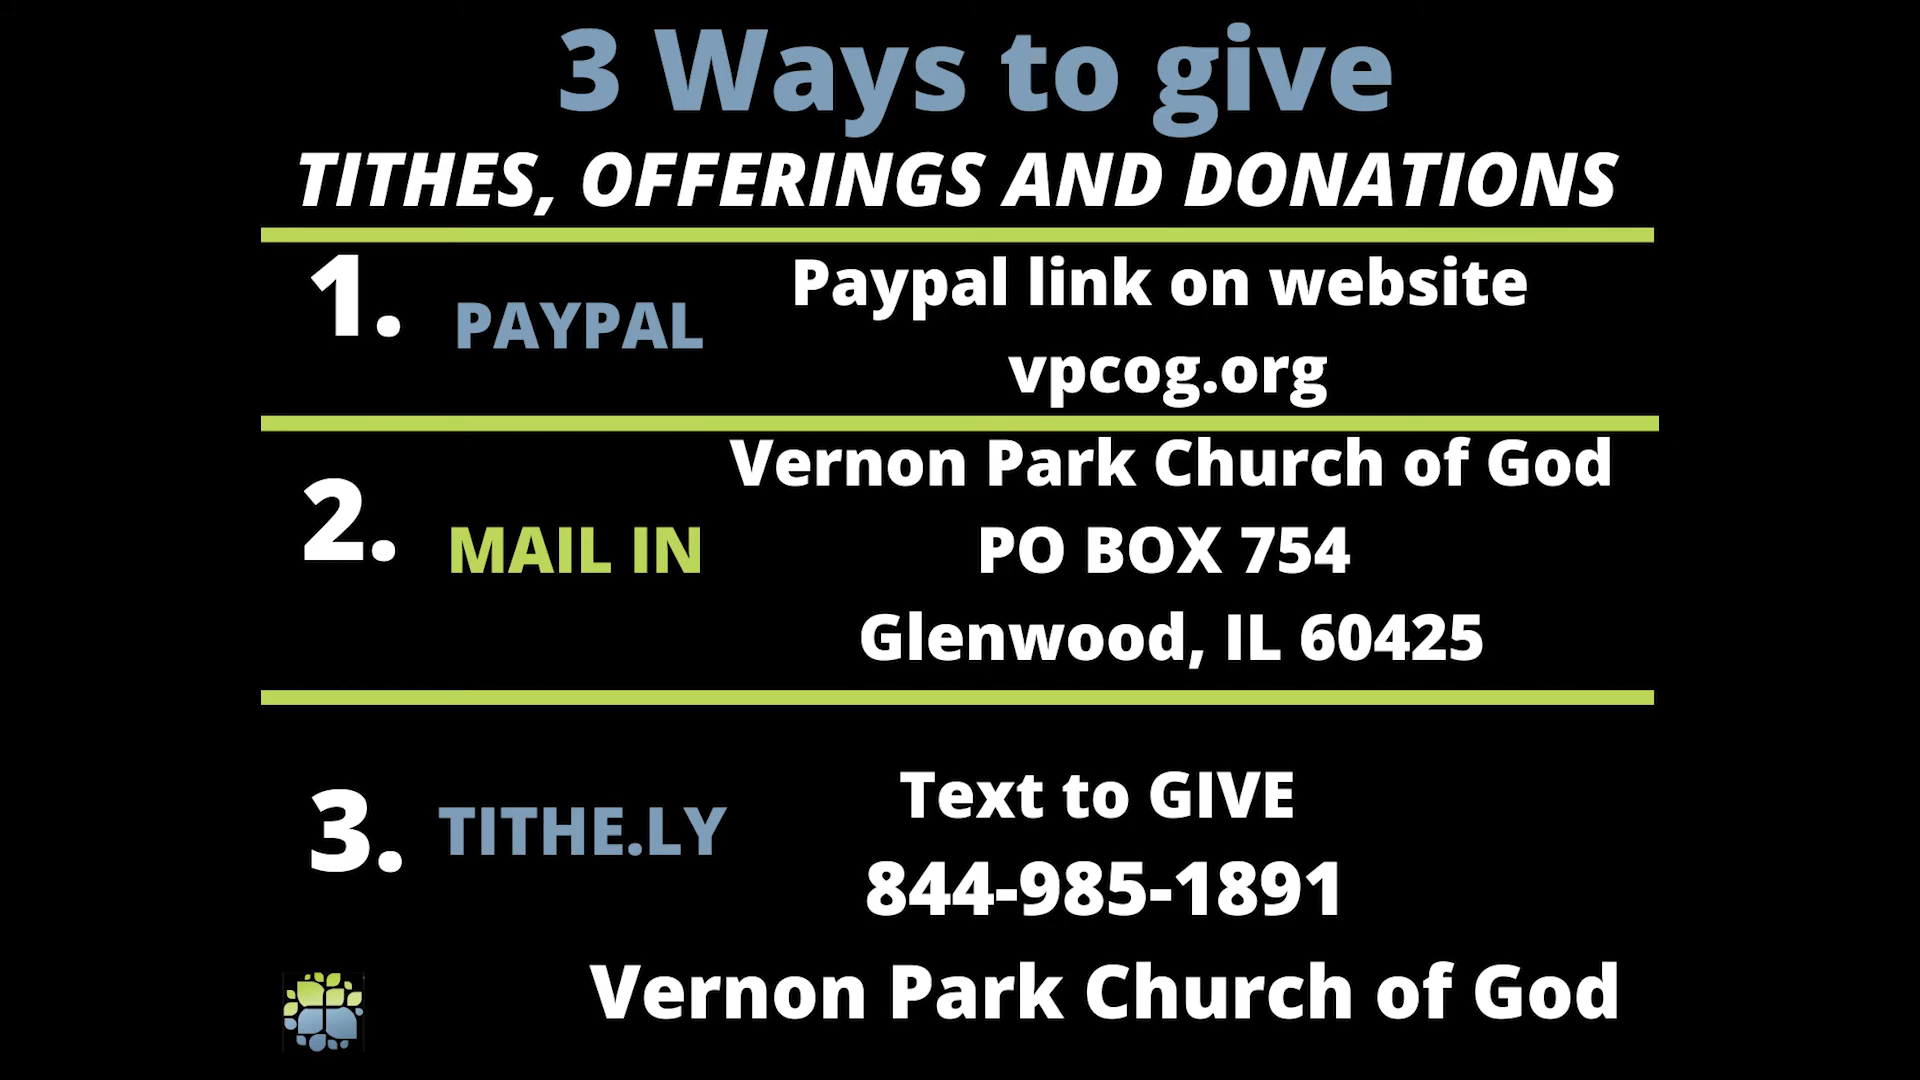 3 Ways to give
TITHES, OFFERINGS AND DONATIONS
1. PAYPAL
Paypal link on website
vpcog.org
2. MAIL IN
Vernon Park Church of God
PO BOX 754
Glenwood, IL 60425
3. TITHE.LY
Text to GIVE
844-985-1891
Vernon Park Church of God